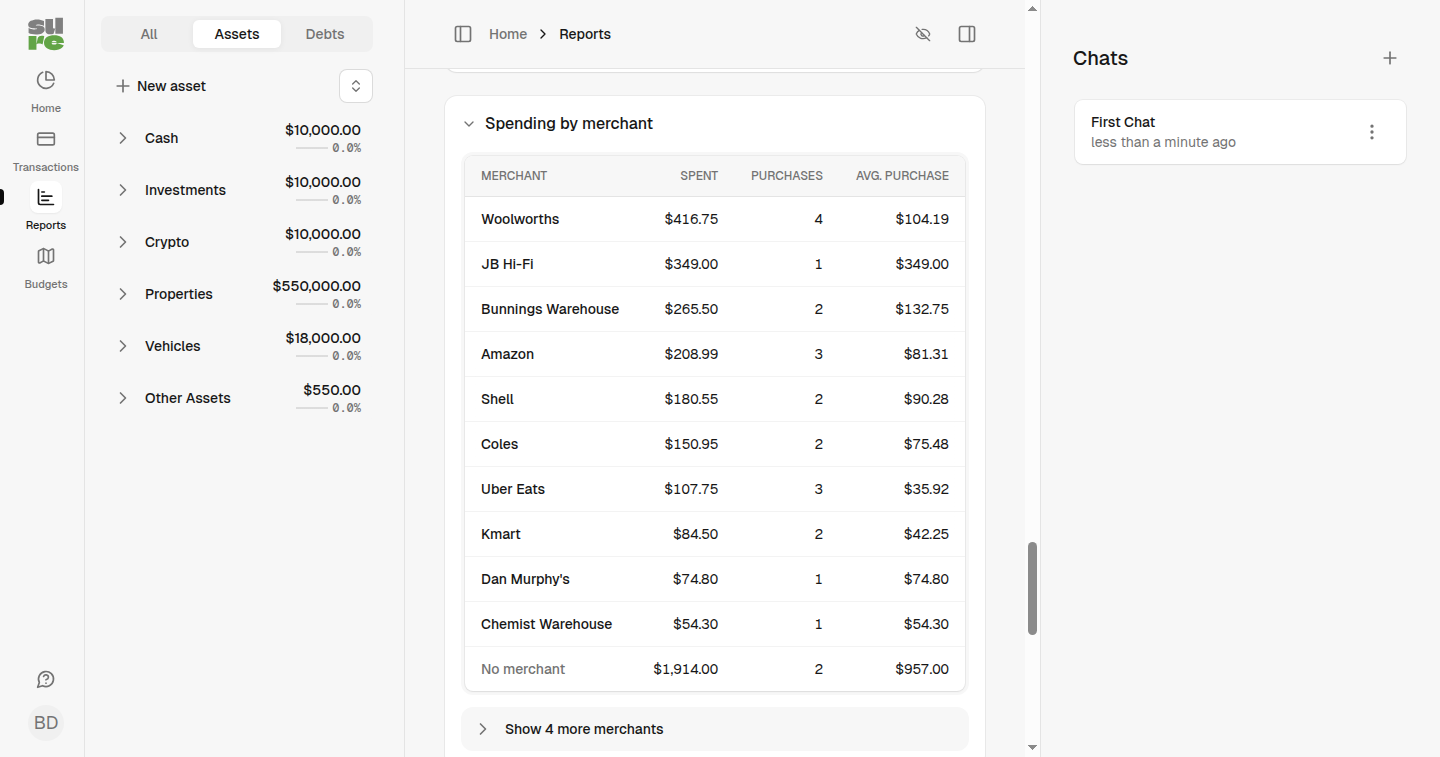 sure
Home
Transactions
Reports
Budgets
BD
All Assets Debts
New asset
Cash $10,000.00
0.0%
Investments $10,000.00
0.0%
Crypto $10,000.00
0.0%
Properties $550,000.00
0.0%
Vehicles $18,000.00
0.0%
Other Assets $550.00
0.0%
Home Reports
Spending by merchant
MERCHANT SPENT PURCHASES AVG. PURCHASE
Woolworths $416.75 4 $104.19
JB Hi-Fi $349.00 1 $349.00
Bunnings Warehouse $265.50 2 $132.75
Amazon $208.99 3 $81.31
Shell $180.55 2 $90.28
Coles $150.95 2 $75.48
Uber Eats $107.75 3 $35.92
Kmart $84.50 2 $42.25
Dan Murphy's $74.80 1 $74.80
Chemist Warehouse $54.30 1 $54.30
No merchant $1,914.00 2 $957.00
Show 4 more merchants
Chats
First Chat
less than a minute ago